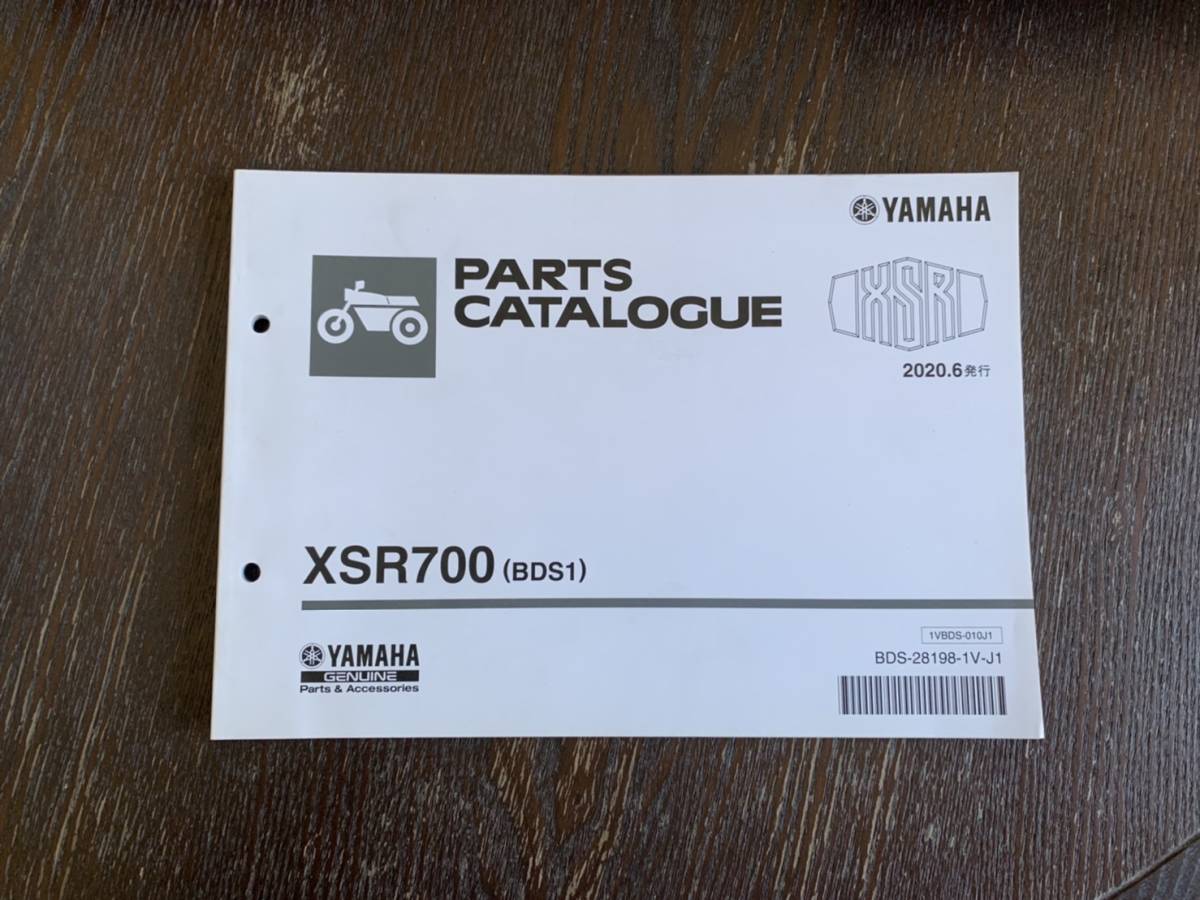 YAMAHA
PARTS
CATALOGUE
XSR
2020.6発行
XSR700 (BDS1)
1VBDS-010J1
BDS-28198-1V-J1
YAMAHA
GENUINE
Parts & Accessories